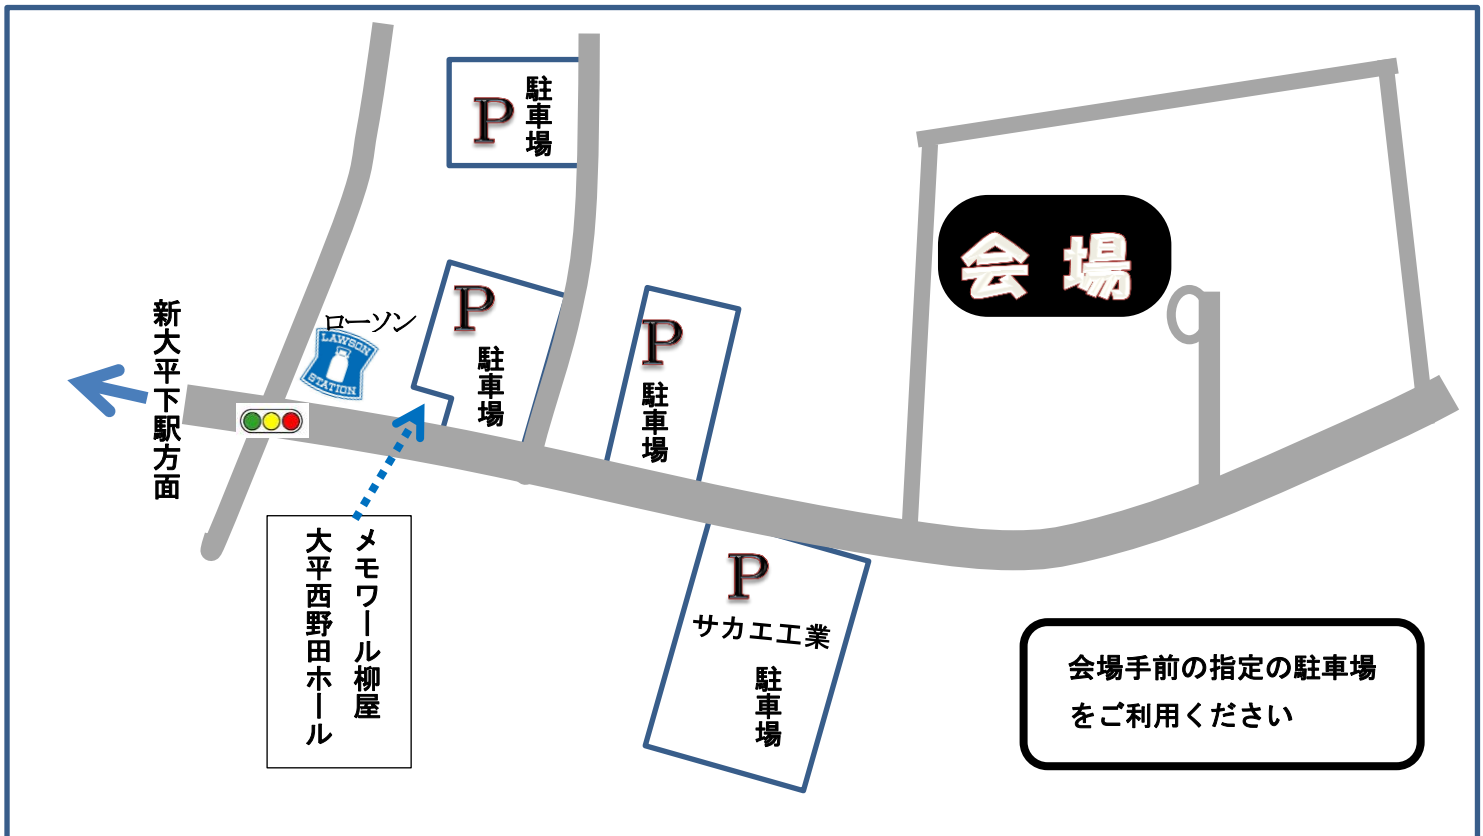 P
駐車場
会場
ローソン
LAWSON
STATION
P
駐車場
P
駐車場
新大平下駅方面
メモワール柳屋
大平西野田ホール
P
サカエ工業
駐車場
会場手前の指定の駐車場
をご利用ください